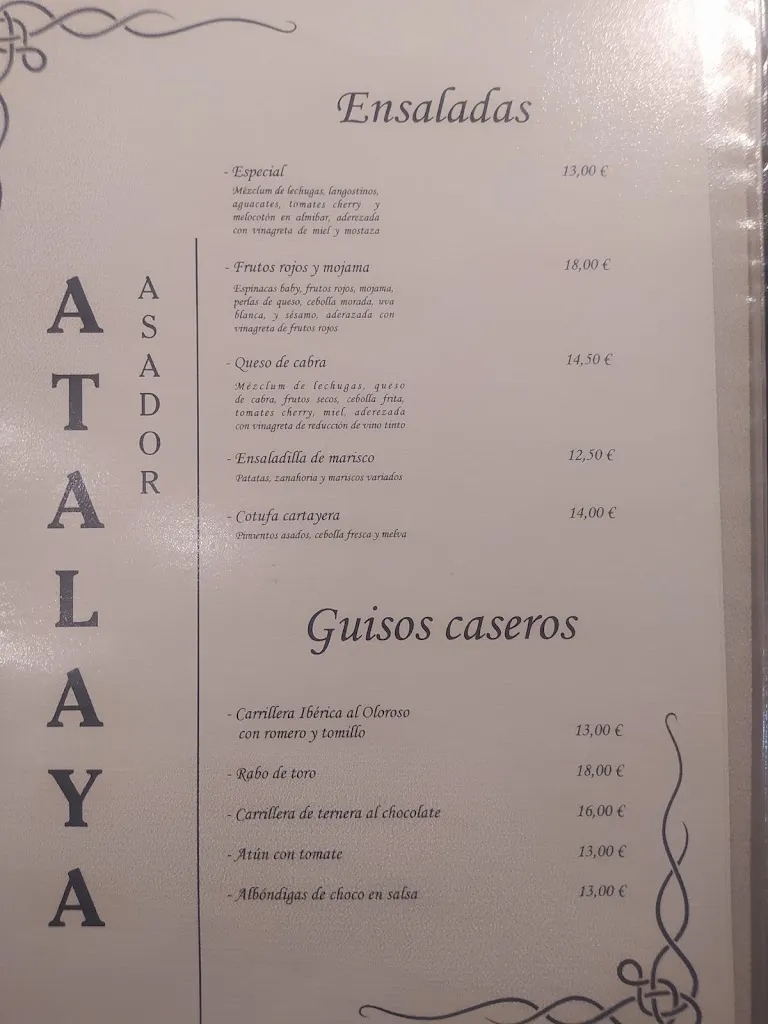 ATALAYA
ASADOR
Ensaladas
- Especial 13,00 €
Mézclum de lechugas, langostinos,
aguacates, tomates cherry y
melocotón en almíbar, aderezada
con vinagreta de miel y mostaza
- Frutos rojos y mojama 18,00 €
Espinacas baby, frutos rojos, mojama,
perlas de queso, cebolla morada, uva
blanca, y sésamo, aderazada con
vinagreta de frutos rojos
- Queso de cabra 14,50 €
Mézclum de lechugas, queso
de cabra, frutos secos, cebolla frita,
tomates cherry, miel, aderezada
con vinagreta de reducción de vino tinto
- Ensaladilla de marisco 12,50 €
Patatas, zanahoria y mariscos variados
- Cotufa cartayera 14,00 €
Pimientos asados, cebolla fresca y melva
Guisos caseros
- Carrillera Ibérica al Oloroso
con romero y tomillo 13,00 €
- Rabo de toro 18,00 €
- Carrillera de ternera al chocolate 16,00 €
- Atún con tomate 13,00 €
- Albóndigas de choco en salsa 13,00 €